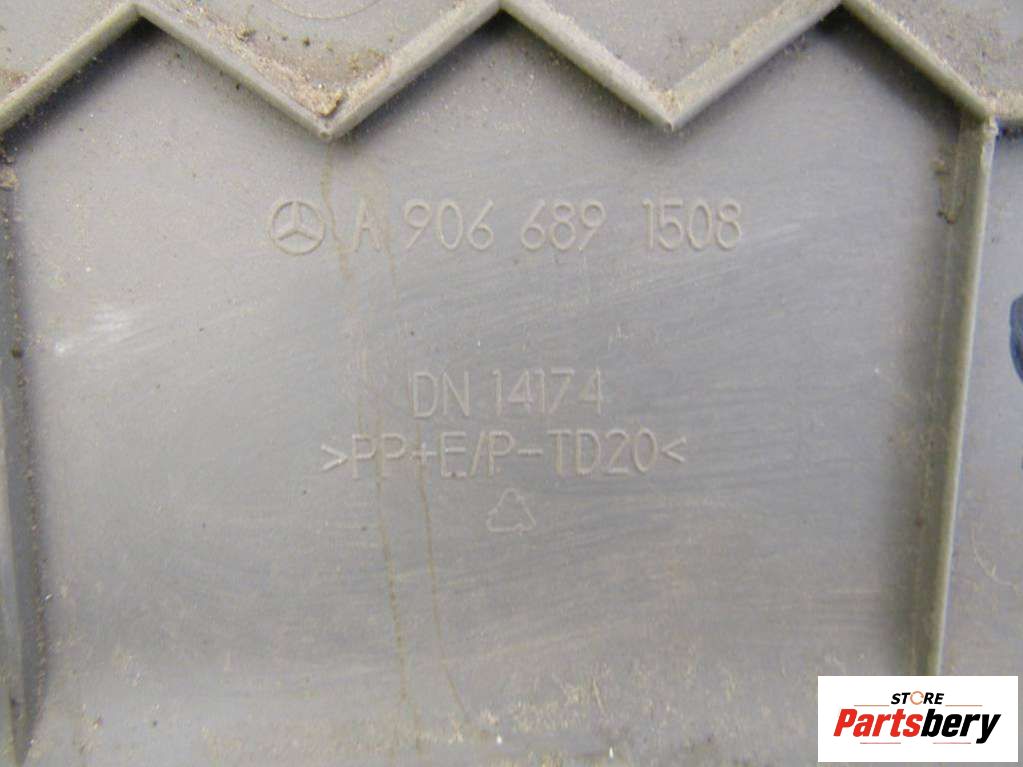 A 906 689 1508
DN 14174
>PP+E/P-TD20<
STORE
Partsbery